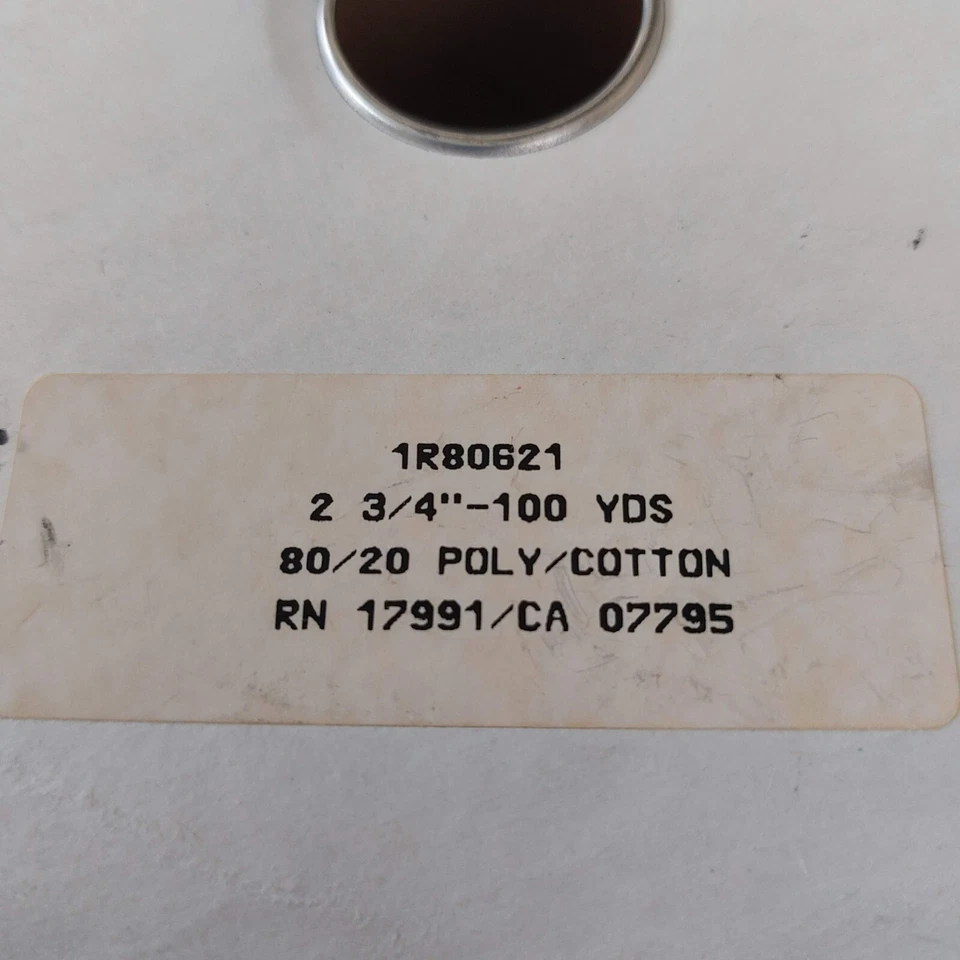 1R80621
2 3/4"-100 YDS
80/20 POLY/COTTON
RN 17991/CA 07795